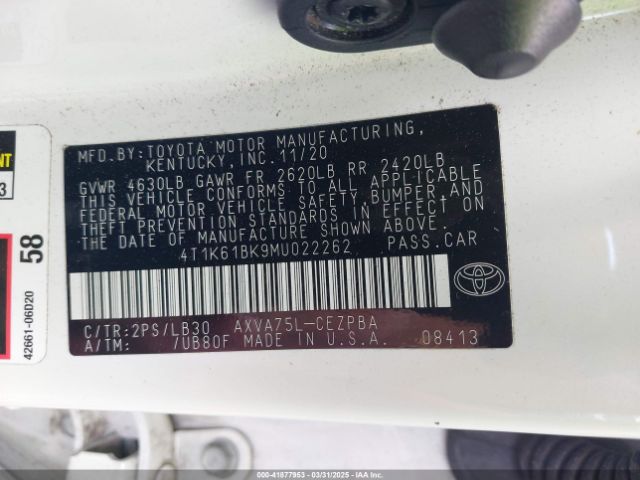 MFD.BY:TOYOTA MOTOR MANUFACTURING,
KENTUCKY,INC.11/20
GVWR 4630LB GAWR FR 2620LB RR 2420LB
THIS VEHICLE CONFORMS TO ALL APPLICABLE
FEDERAL MOTOR VEHICLE SAFETY,BUMPER,AND
THEFT PREVENTION STANDARDS IN EFFECT ON
THE DATE OF MANUFACTURE SHOWN ABOVE.
4T1K61BK9MU022262 PASS.CAR
C/TR:2PS/LB30 AXVA75L-CEZPBA
A/TM: /UB80F MADE IN U.S.A. 08413
3
58
42661-06D20
000-41877953 - 03/31/2025 - IAA Inc.